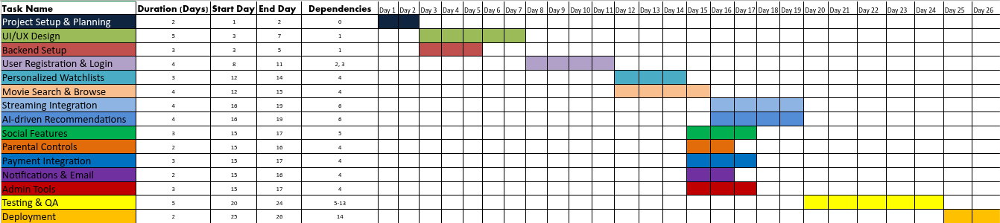 Task Name Duration (Days) Start Day End Day Dependencies Day 1 Day 2 Day 3 Day 4 Day 5 Day 6 Day 7 Day 8 Day 9 Day 10 Day 11 Day 12 Day 13 Day 14 Day 15 Day 16 Day 17 Day 18 Day 19 Day 20 Day 21 Day 22 Day 23 Day 24 Day 25 Day 26
Project Setup & Planning 2 1 2 0
UI/UX Design 5 3 7 1
Backend Setup 3 3 5 1
User Registration & Login 4 8 11 2, 3
Personalized Watchlists 3 12 14 4
Movie Search & Browse 4 12 15 4
Streaming Integration 4 16 19 6
AI-driven Recommendations 4 16 19 6
Social Features 3 15 17 5
Parental Controls 2 15 16 4
Payment Integration 3 15 17 4
Notifications & Email 2 15 16 4
Admin Tools 3 15 17 4
Testing & QA 5 20 24 5-13
Deployment 2 25 26 14